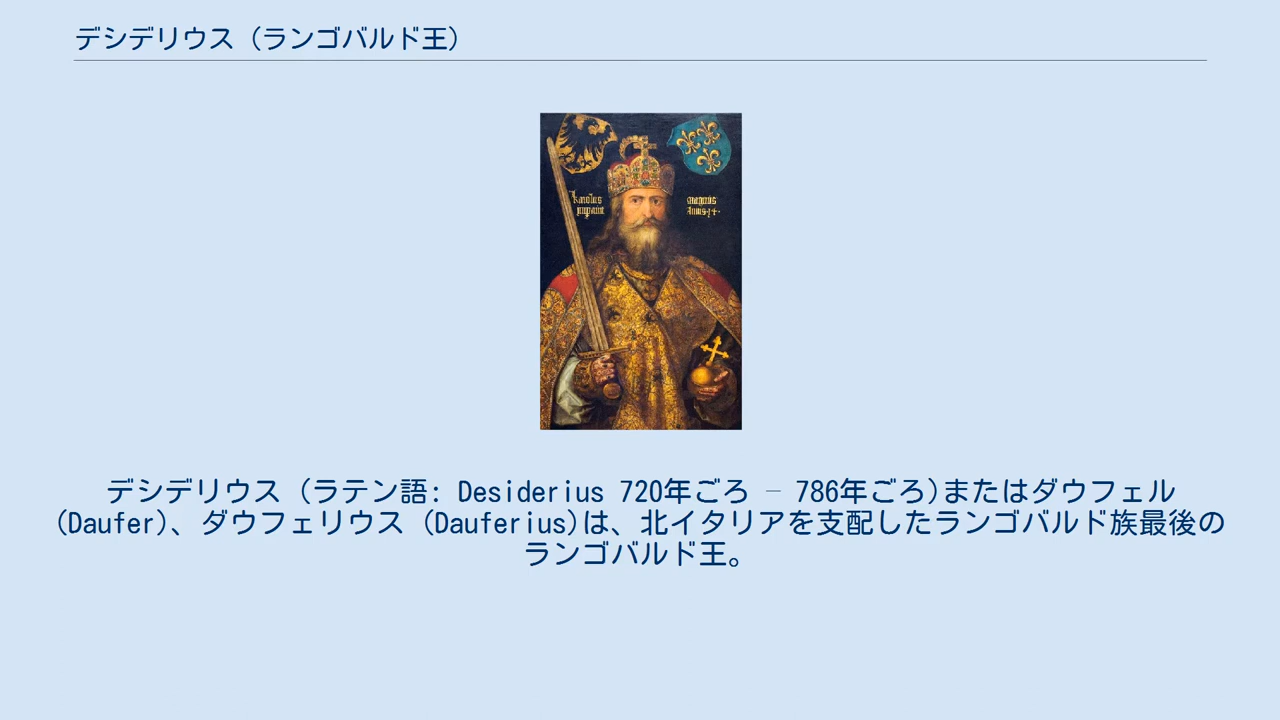 デシデリウス (ランゴバルド王)
Karolus magnus
デシデリウス (ラテン語: Desiderius 720年ごろ – 786年ごろ)またはダウフェル
(Daufer)、ダウフェリウス (Dauferius)は、北イタリアを支配したランゴバルド族最後の
ランゴバルド王。